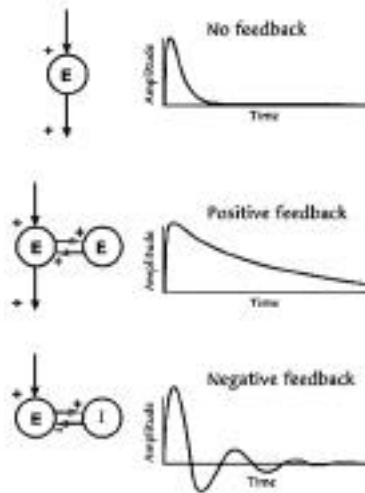 No feedback
+
E
+
Amplitude
Time
Positive feedback
+
E
+
+
E
+
Amplitude
Time
Negative feedback
+
E
+
-
I
Amplitude
Time